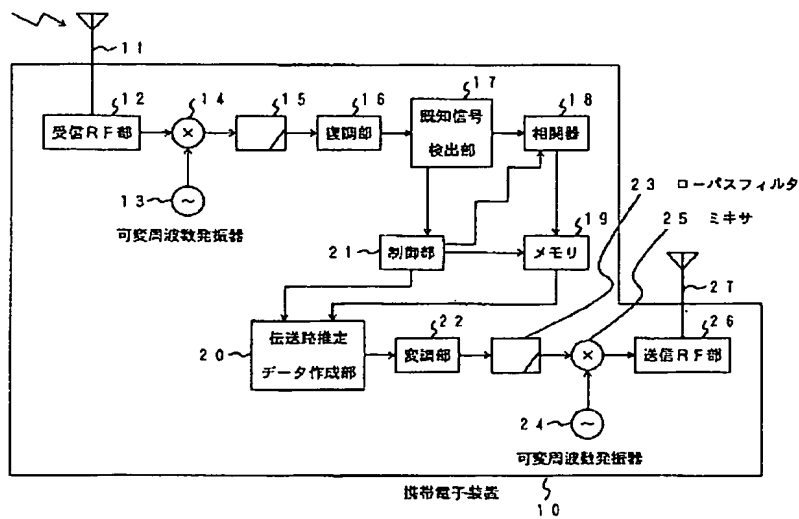 11
17
12
14
15
16
既知信号
検出部
18
受信RF部
復調部
相関器
13
可変周波数発振器
23 ローパスフィルタ
25 ミキサ
19
21
制御部
メモリ
27
20
伝送路推定
データ作成部
22
変調部
26
送信RF部
24
可変周波数発振器
携帯電子装置
10